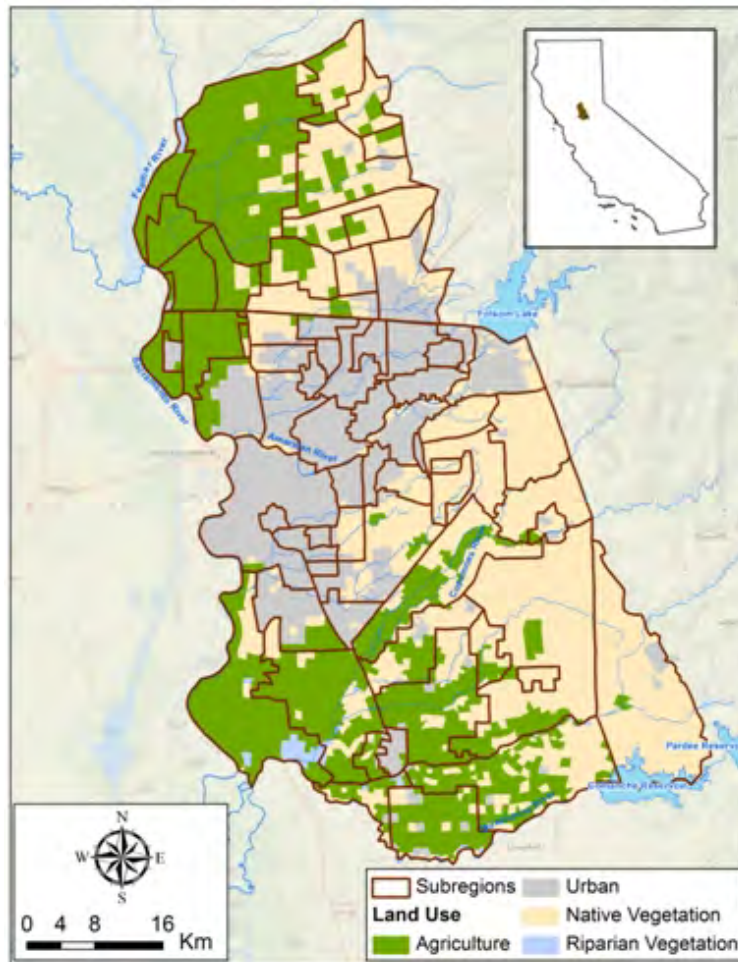 Feather River
Folsom Lake
Sacramento River
American River
Cosumnes River
Pardee Reservoir
Comanche Reservoir
N
W E
S
0 4 8 16
Km
Subregions
Land Use
Agriculture
Urban
Native Vegetation
Riparian Vegetation